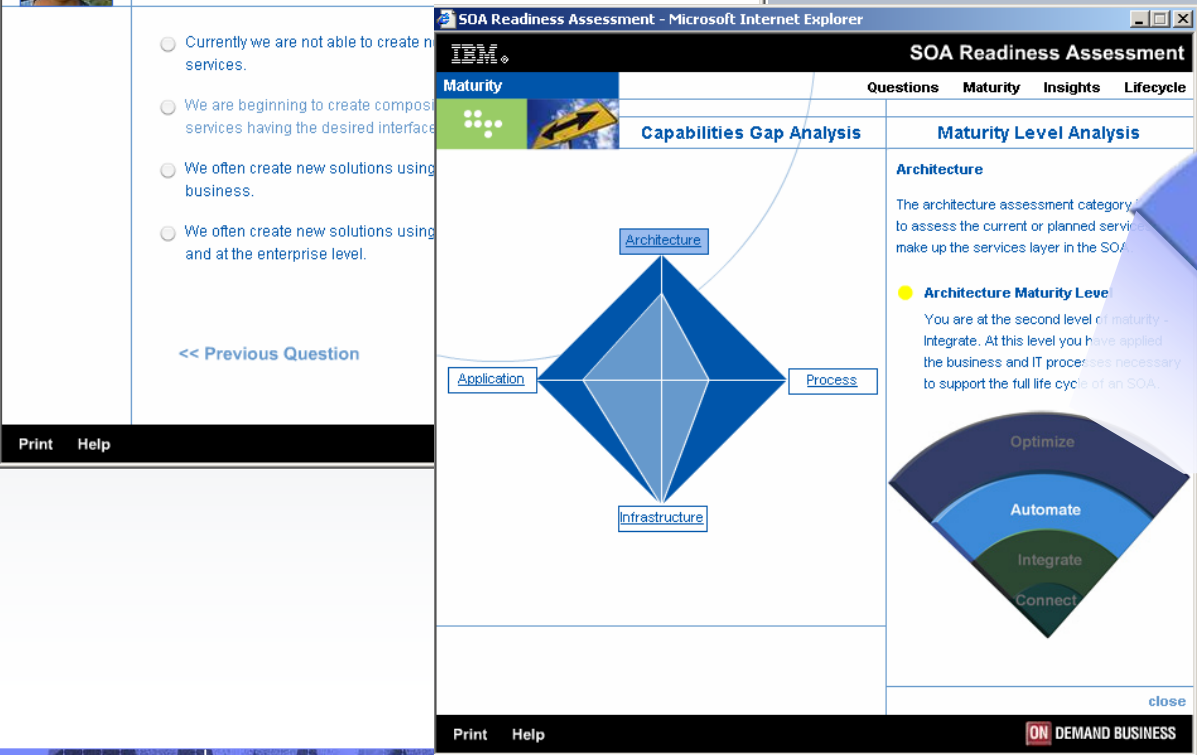 Currently we are not able to create
services.
We are beginning to create
services having the desired
We often create new solutions using
business.
We often create new solutions using
and at the enterprise level.
<< Previous Question
Print Help
SOA Readiness Assessment - Microsoft Internet Explorer
IBM®
SOA Readiness Assessment
Maturity
Questions Maturity Insights Lifecycle
Capabilities Gap Analysis
Architecture
Application
Process
Infrastructure
Maturity Level Analysis
Architecture
The architecture assessment category
to assess the current or planned
make up the services layer in the SOA
Architecture Maturity Level
You are at the second level of maturity -
Integrate. At this level you have applied
the business and IT processes necessary
to support the full life cycle of an SOA.
Optimize
Automate
Integrate
Connect
close
Print Help
ON DEMAND BUSINESS